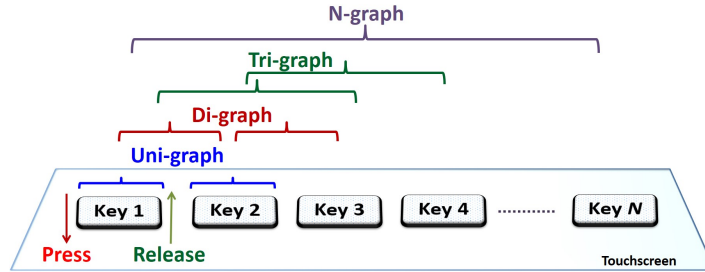 N-graph
Tri-graph
Di-graph
Uni-graph
Key 1 Key 2 Key 3 Key 4 Key N
Press Release
Touchscreen